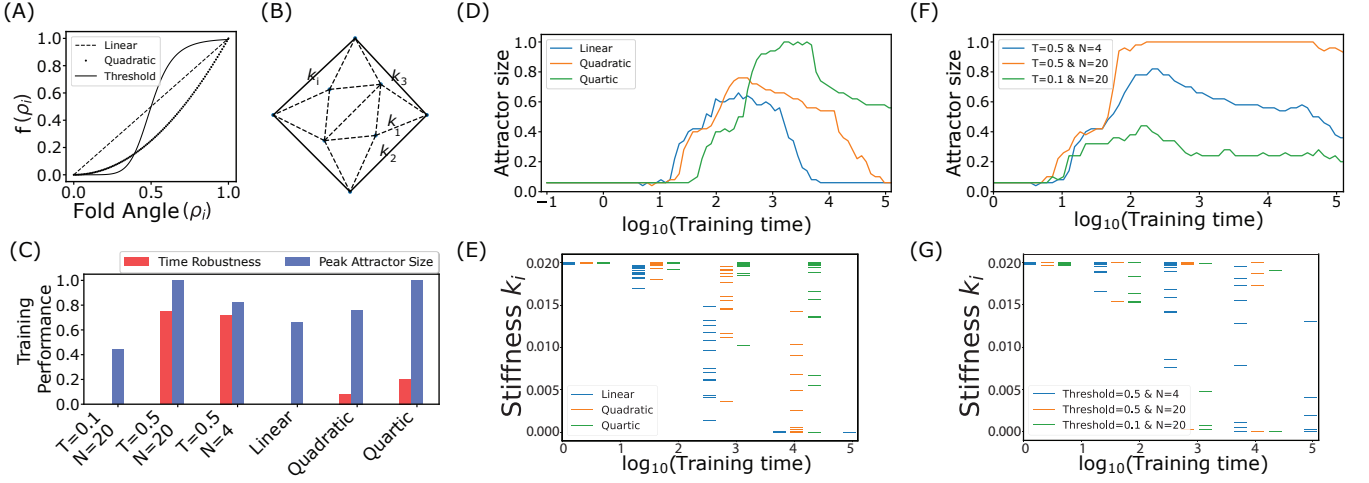 (A)
1.0
0.8
0.6
0.4
0.2
0.0
f(ρi)
Linear
Quadratic
Threshold
0.0
0.5
1.0
Fold Angle(ρi)
(B)
ki
k3
k1
k2
(C)
Time Robustness
Peak Attractor Size
Training
Performance
1.0
0.8
0.6
0.4
0.2
0.0
T=0.1
N=20
T=0.5
N=20
T=0.5
N=4
Linear
Quadratic
Quartic
(D)
Attractor size
1.0
0.8
0.6
0.4
0.2
0.0
Linear
Quadratic
Quartic
−1
0
1
2
3
4
5
log10(Training time)
(E)
Stiffness ki
0.020
0.015
0.010
0.005
0.000
Linear
Quadratic
Quartic
0
1
2
3
4
5
log10(Training time)
(F)
Attractor size
1.0
0.8
0.6
0.4
0.2
0.0
T=0.5 & N=4
T=0.5 & N=20
T=0.1 & N=20
0
1
2
3
4
5
log10(Training time)
(G)
Stiffness ki
0.020
0.015
0.010
0.005
0.000
Threshold=0.5 & N=4
Threshold=0.5 & N=20
Threshold=0.1 & N=20
0
1
2
3
4
5
log10(Training time)